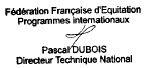 Fédération Française d'Equitation
Programmes internationaux
Pascal DUBOIS
Directeur Technique National